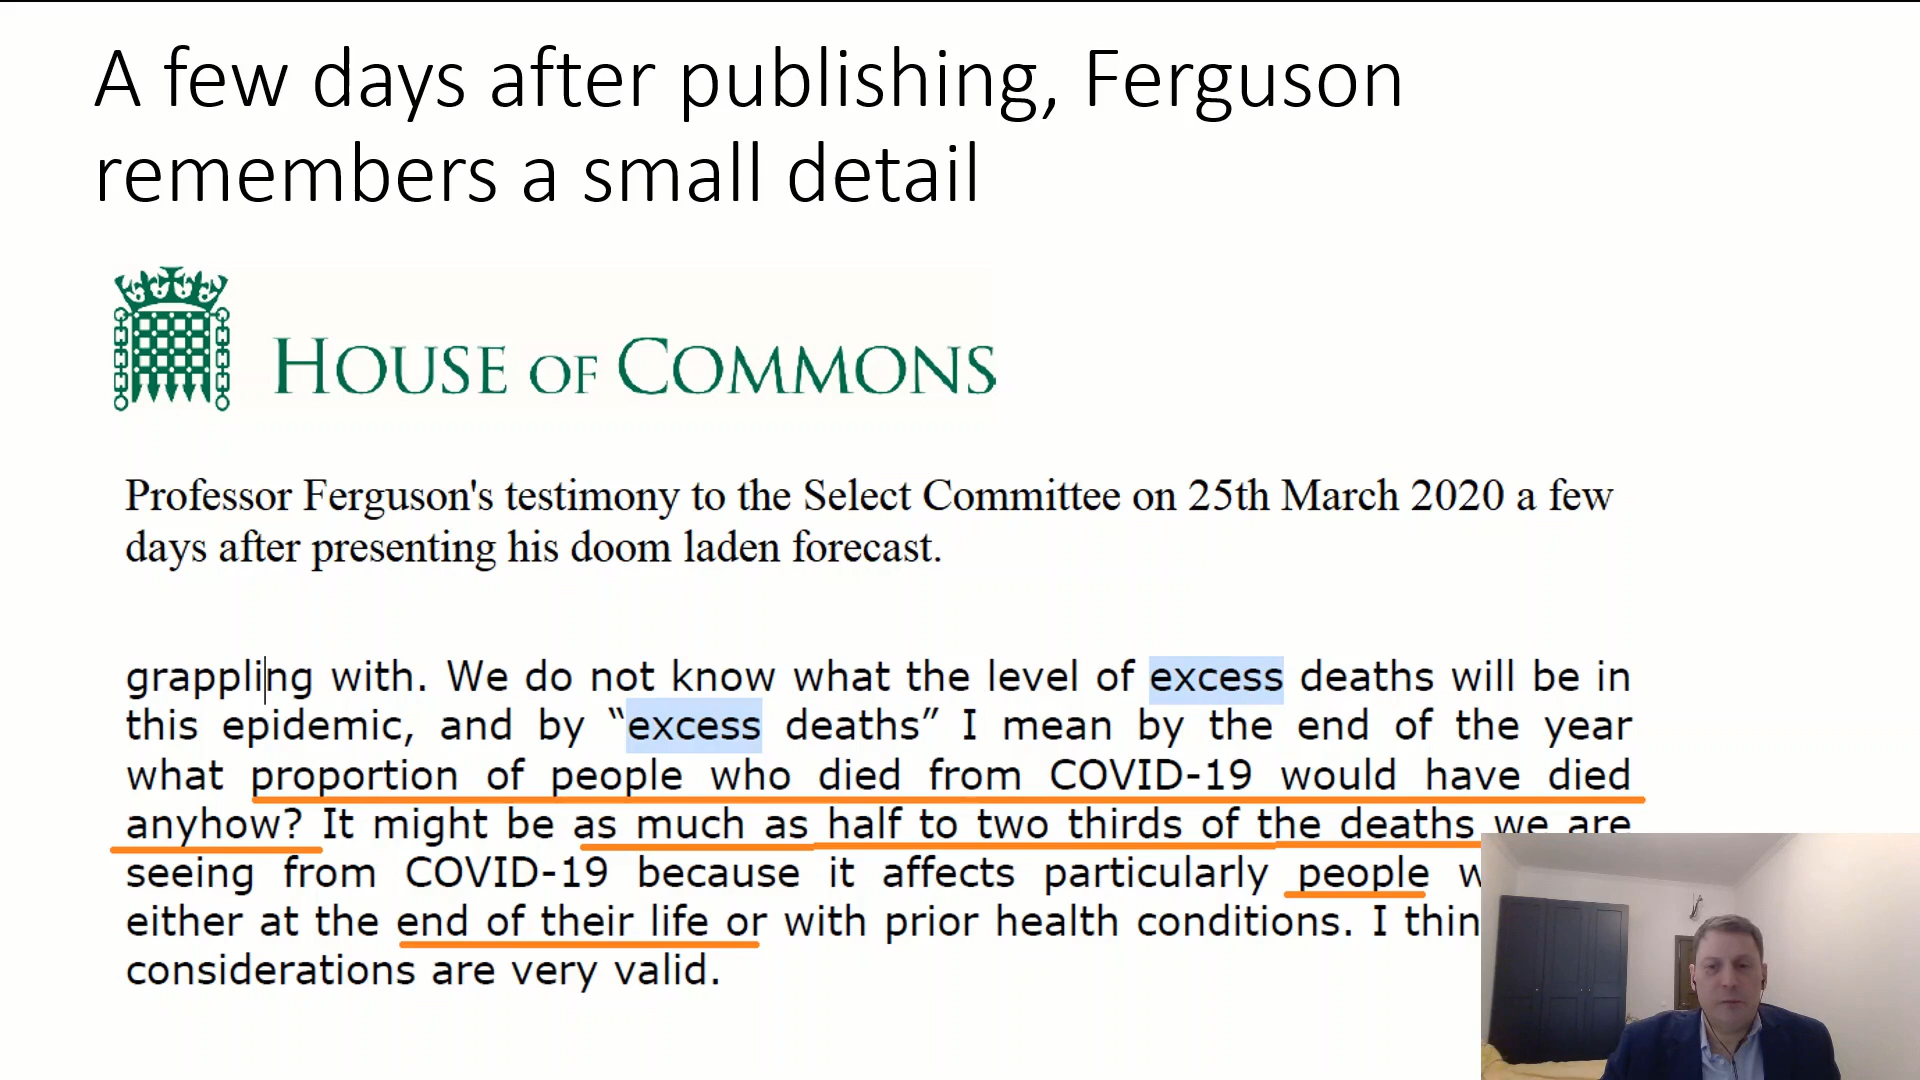 A few days after publishing, Ferguson
remembers a small detail
HOUSE OF COMMONS
Professor Ferguson's testimony to the Select Committee on 25th March 2020 a few
days after presenting his doom laden forecast.
grappling with. We do not know what the level of excess deaths will be in
this epidemic, and by “excess deaths” I mean by the end of the year
what proportion of people who died from COVID-19 would have died
anyhow? It might be as much as half to two thirds of the deaths we are
seeing from COVID-19 because it affects particularly people
either at the end of their life or with prior health conditions. I
considerations are very valid.